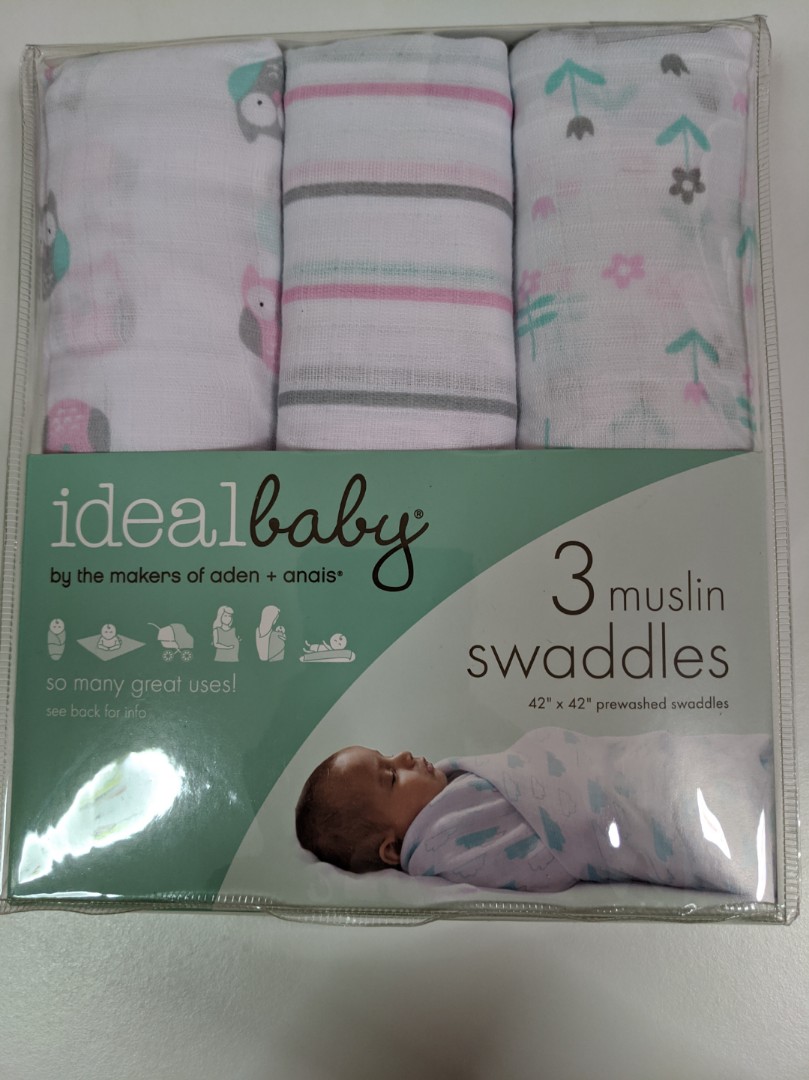 idealbaby®
by the makers of aden + anais®
so many great uses!
see back for info
3 muslin
swaddles
42" x 42" prewashed swaddles